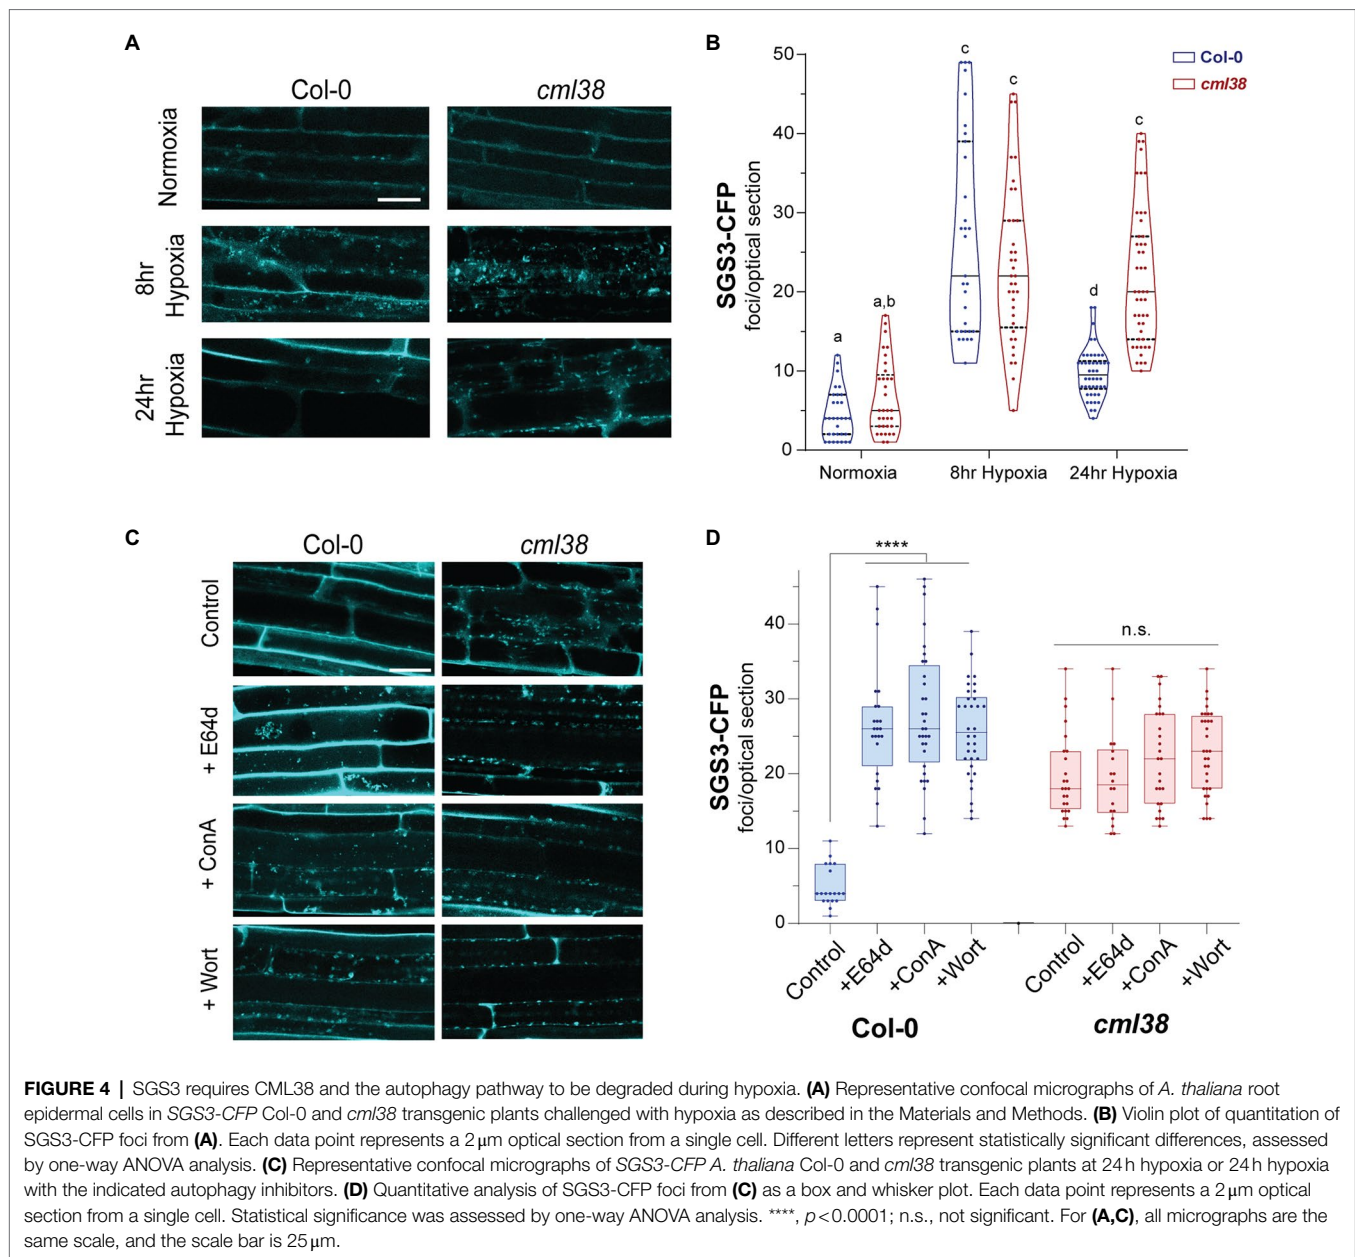 A
Col-0
cml38
Normoxia
8hr
Hypoxia
24hr
Hypoxia
B
50
40
30
20
10
0
SGS3-CFP
foci/optical section
a
a,b
c
c
d
c
Col-0
cml38
Normoxia
8hr Hypoxia
24hr Hypoxia
C
Col-0
cml38
Control
+ E64d
+ ConA
+ Wort
D
****
n.s.
40
30
20
10
0
SGS3-CFP
foci/optical section
Control
+E64d
+ConA
+Wort
Control
+E64d
+ConA
+Wort
Col-0
cml38
FIGURE 4 | SGS3 requires CML38 and the autophagy pathway to be degraded during hypoxia. (A) Representative confocal micrographs of A. thaliana root
epidermal cells in SGS3-CFP Col-0 and cml38 transgenic plants challenged with hypoxia as described in the Materials and Methods. (B) Violin plot of quantitation of
SGS3-CFP foci from (A). Each data point represents a 2 μm optical section from a single cell. Different letters represent statistically significant differences, assessed
by one-way ANOVA analysis. (C) Representative confocal micrographs of SGS3-CFP A. thaliana Col-0 and cml38 transgenic plants at 24 h hypoxia or 24 h hypoxia
with the indicated autophagy inhibitors. (D) Quantitative analysis of SGS3-CFP foci from (C) as a box and whisker plot. Each data point represents a 2 μm optical
section from a single cell. Statistical significance was assessed by one-way ANOVA analysis. ****, p < 0.0001; n.s., not significant. For (A,C), all micrographs are the
same scale, and the scale bar is 25 μm.